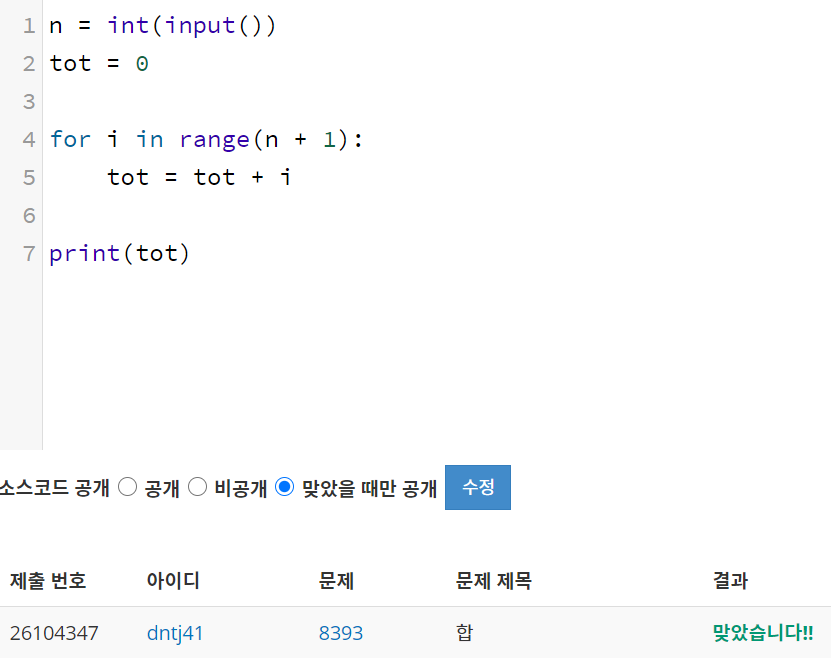 1 n = int(input())
2 tot = 0
3
4 for i in range(n + 1):
5     tot = tot + i
6
7 print(tot)
소스코드 공개 공개 비공개 맞았을 때만 공개 수정
제출 번호 아이디 문제 문제 제목 결과
26104347 dntj41 8393 합 맞았습니다!!